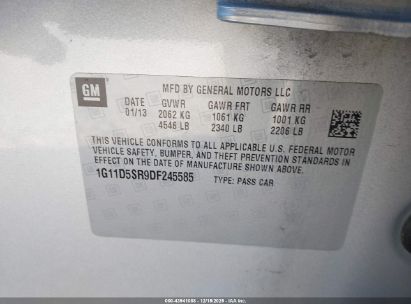 GM
MFD BY GENERAL MOTORS LLC
DATE GVWR GAWR FRT GAWR RR
01/13 2062 KG 1061 KG 1001 KG
4546 LB 2340 LB 2206 LB
THIS VEHICLE CONFORMS TO ALL APPLICABLE U.S. FEDERAL MOTOR
VEHICLE SAFETY, BUMPER, AND THEFT PREVENTION STANDARDS IN
EFFECT ON THE DATE OF MANUFACTURE SHOWN ABOVE.
1G11D5SR9DF245585 TYPE: PASS CAR